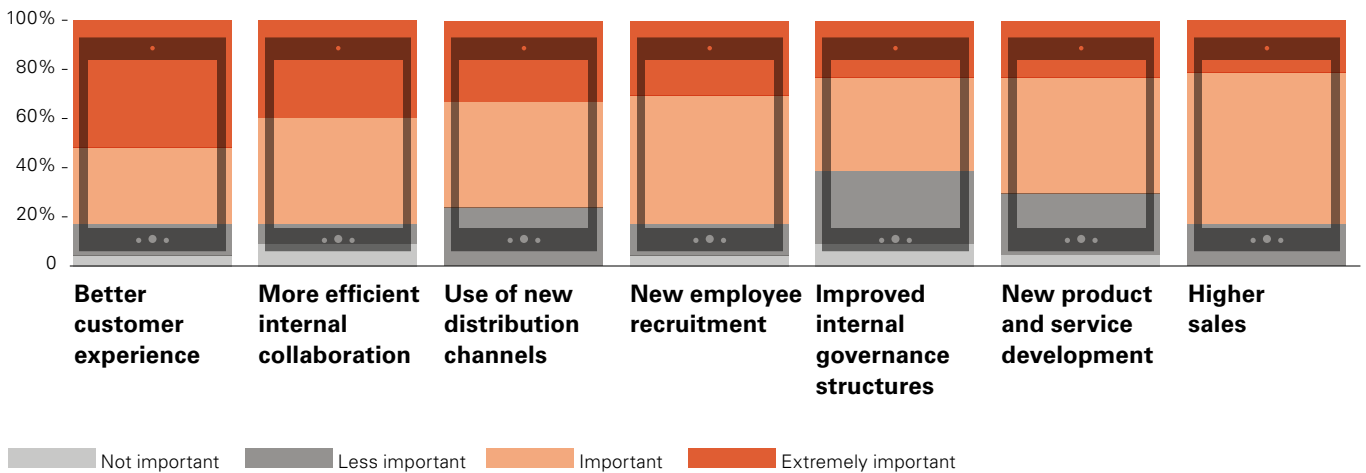 100%
80%
60%
40%
20%
0
Better
customer
experience
More efficient
internal
collaboration
Use of new
distribution
channels
New employee
recruitment
Improved
internal
governance
structures
New product
and service
development
Higher
sales
Not important
Less important
Important
Extremely important